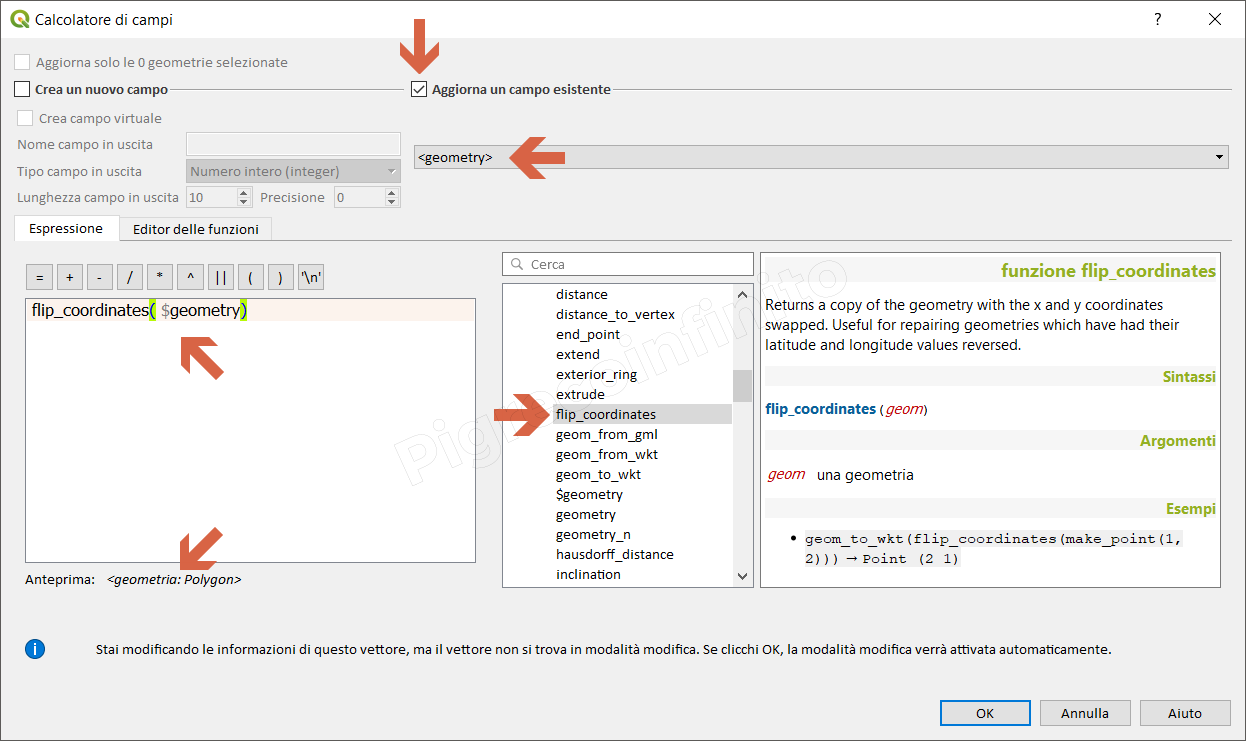 Calcolatore di campi
?
Aggiorna solo le 0 geometrie selezionate
Crea un nuovo campo
Aggiorna un campo esistente
Crea campo virtuale
Nome campo in uscita
<geometry>
Tipo campo in uscita
Numero intero (integer)
Lunghezza campo in uscita
10
Precisione
0
Espressione
Editor delle funzioni
=
+
-
/
*
^
||
(
)
'\n'
flip_coordinates( $geometry)
Anteprima: <geometria: Polygon>
Cerca
distance
distance_to_vertex
end_point
extend
exterior_ring
extrude
flip_coordinates
geom_from_gml
geom_from_wkt
geom_to_wkt
$geometry
geometry
geometry_n
hausdorff_distance
inclination
funzione flip_coordinates
Returns a copy of the geometry with the x and y coordinates
swapped. Useful for repairing geometries which have had their
latitude and longitude values reversed.
Sintassi
flip_coordinates (geom)
Argomenti
geom una geometria
Esempi
• geom_to_wkt(flip_coordinates(make_point(1,
2))) → Point (2 1)
Pigrecoinfinito
i
Stai modificando le informazioni di questo vettore, ma il vettore non si trova in modalità modifica. Se clicchi OK, la modalità modifica verrà attivata automaticamente.
OK
Annulla
Aiuto